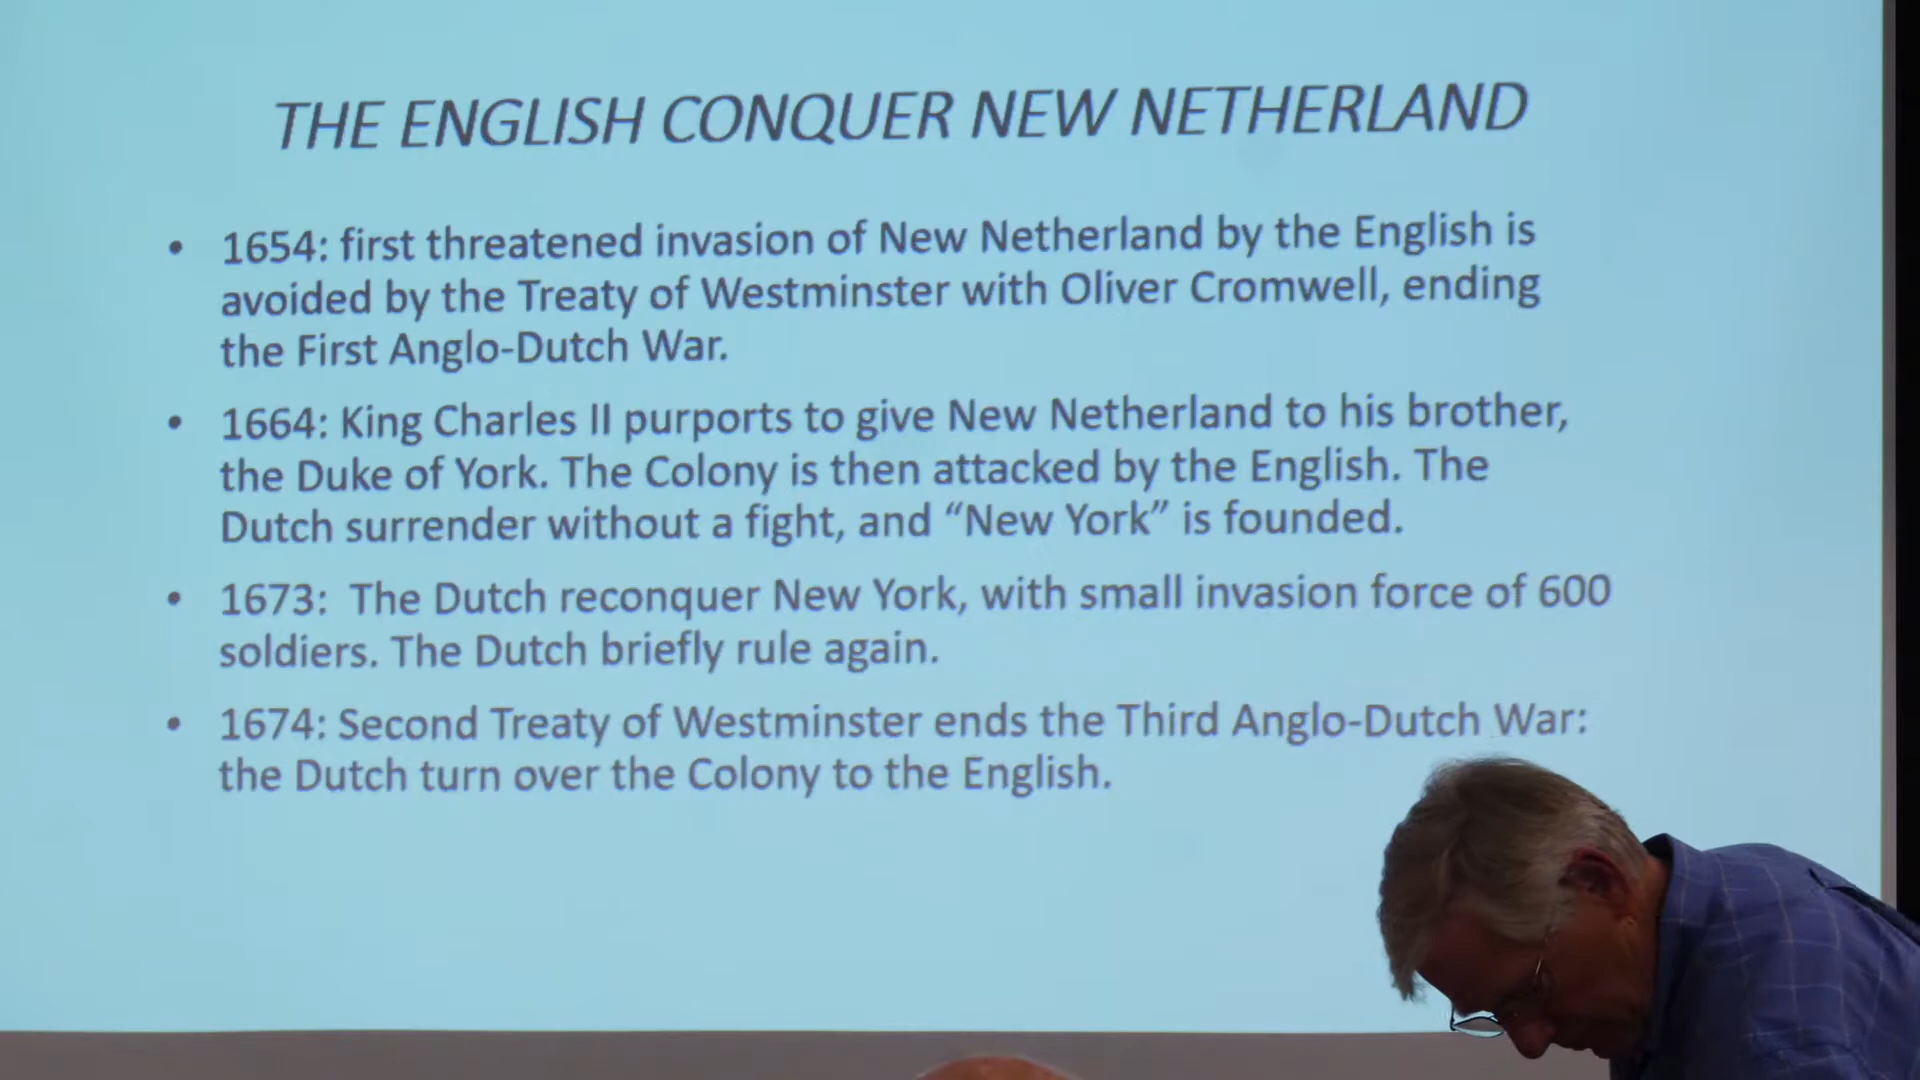 THE ENGLISH CONQUER NEW NETHERLAND
• 1654: first threatened invasion of New Netherland by the English is
avoided by the Treaty of Westminster with Oliver Cromwell, ending
the First Anglo-Dutch War.
• 1664: King Charles II purports to give New Netherland to his brother,
the Duke of York. The Colony is then attacked by the English. The
Dutch surrender without a fight, and “New York” is founded.
• 1673:  The Dutch reconquer New York, with small invasion force of 600
soldiers. The Dutch briefly rule again.
• 1674: Second Treaty of Westminster ends the Third Anglo-Dutch War:
the Dutch turn over the Colony to the English.